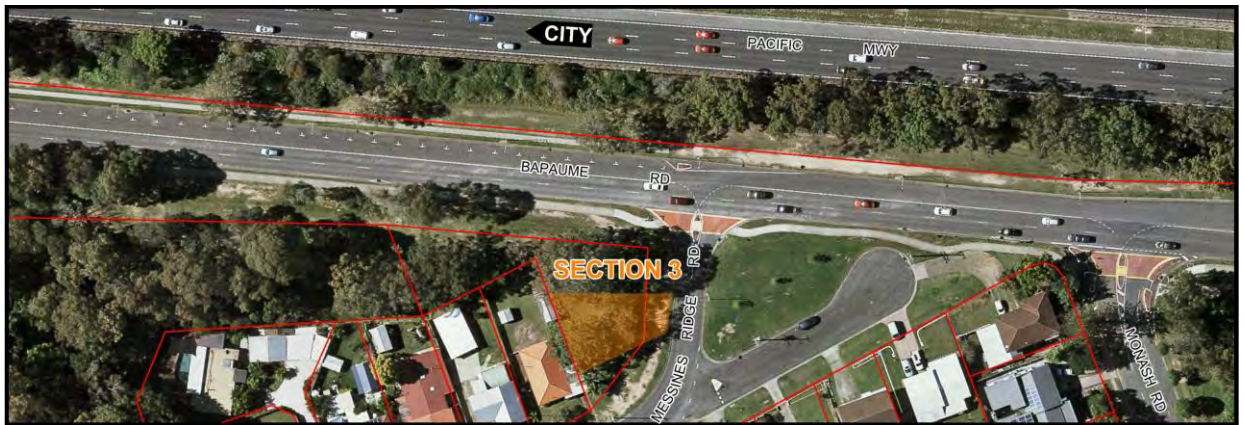 CITY
PACIFIC MWY
BAPAUME RD
SECTION 3
MESSINES RIDGE RD
MONASH RD